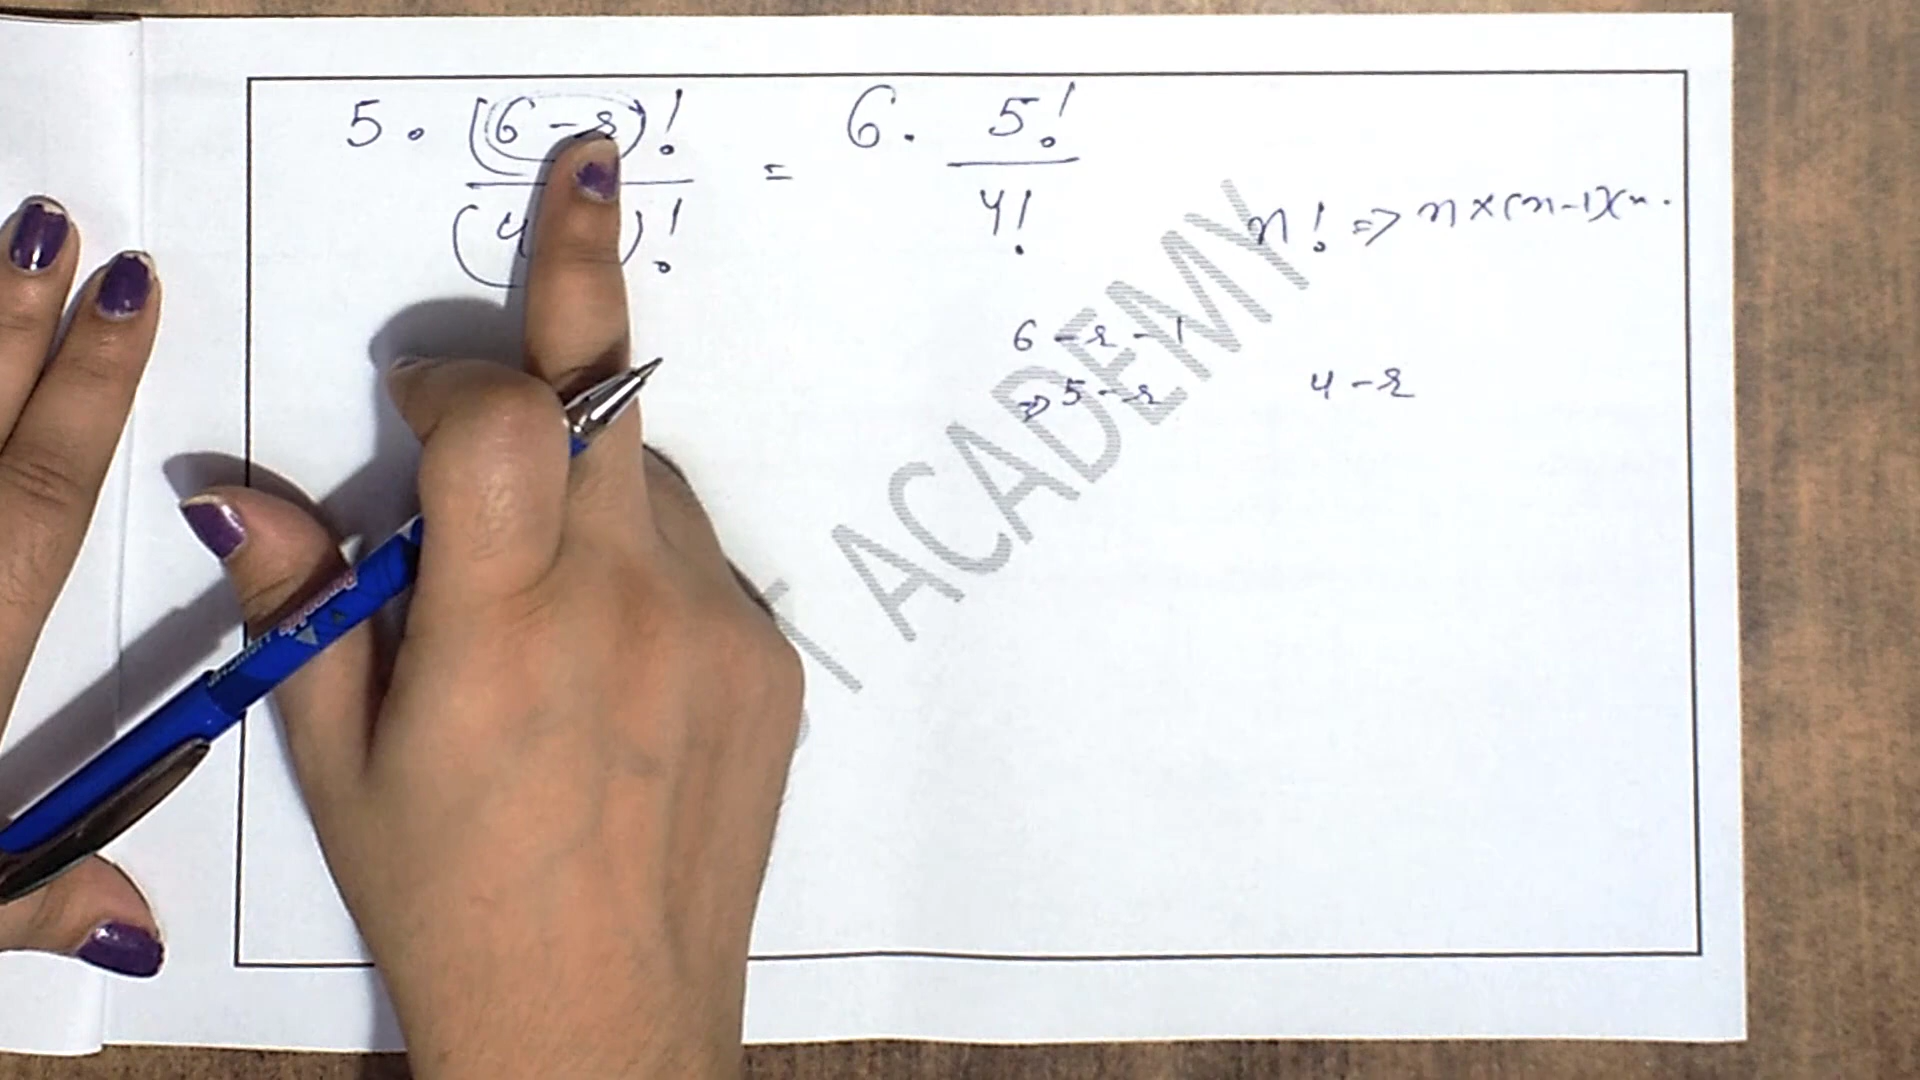 5. (6-r)! = 6. 5!
(4 )! 4!
n! => n×(n-1)(n.
6-r-1
=> 5-r 4-r
T ACADEMY